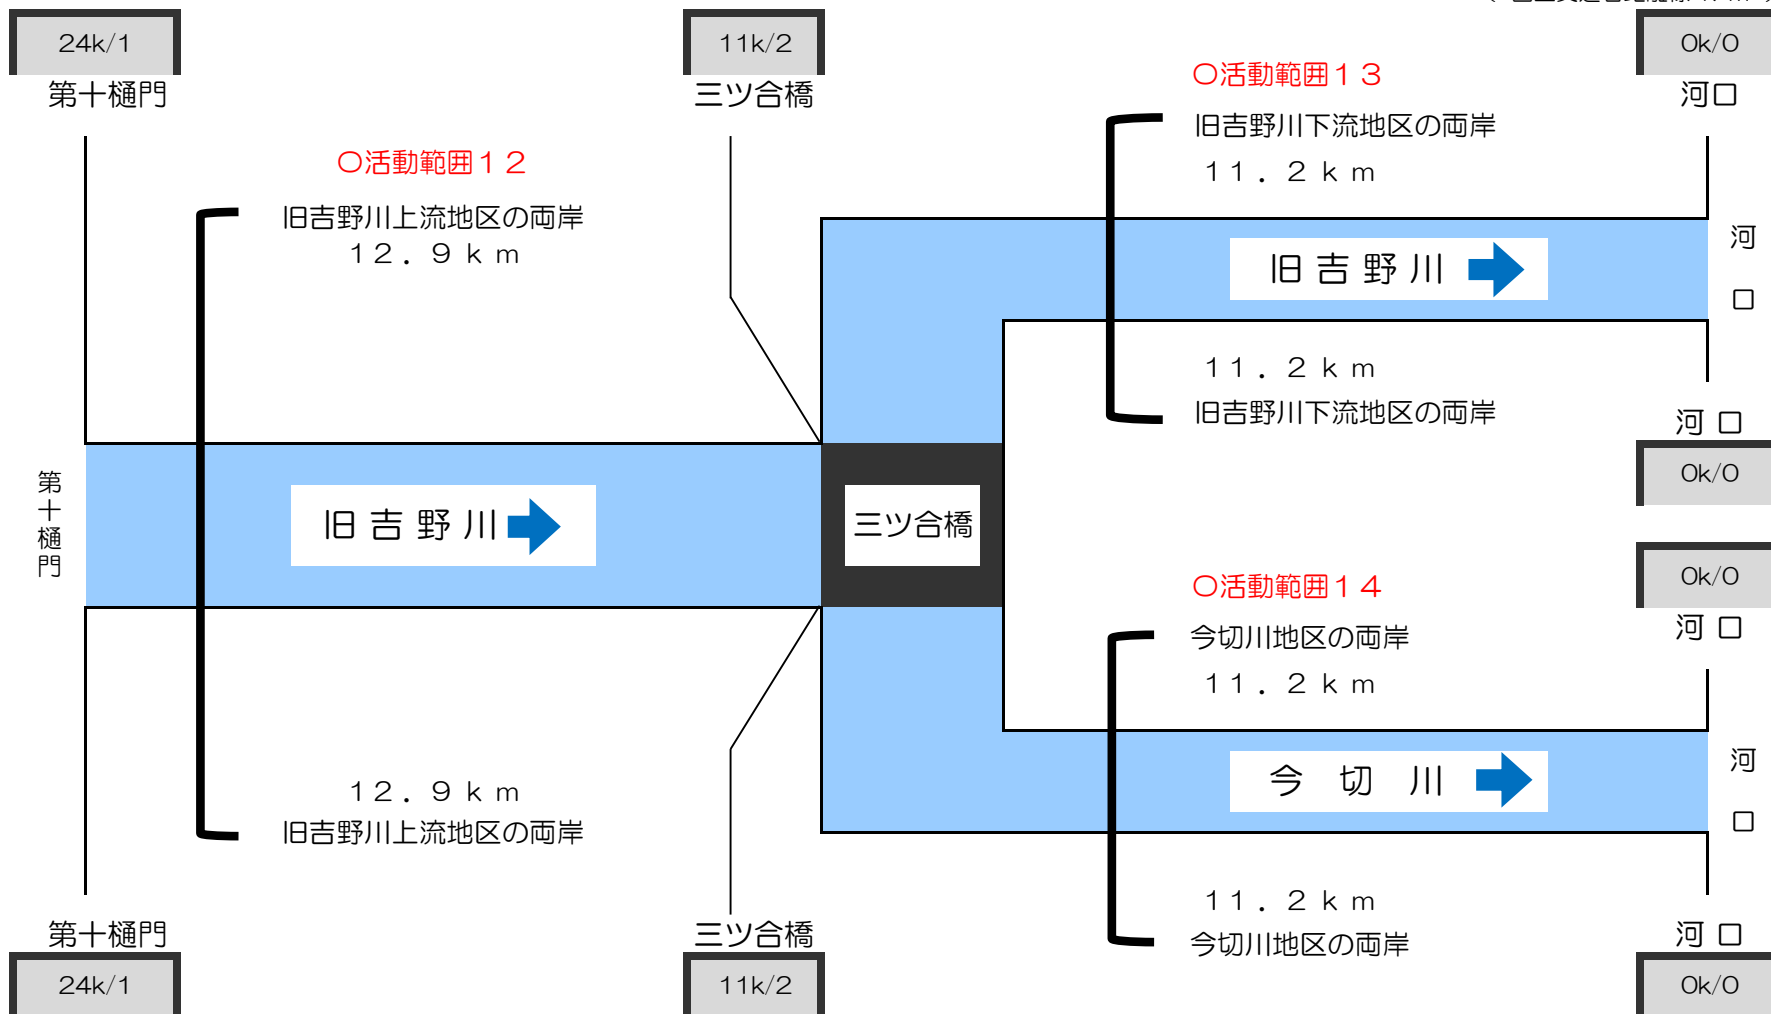 24k/1
第十樋門
11k/2
三ツ合橋
0k/0
河口
〇活動範囲１２
旧吉野川上流地区の両岸
１２．９ｋｍ
〇活動範囲１３
旧吉野川下流地区の両岸
１１．２ｋｍ
旧吉野川
河口
１１．２ｋｍ
旧吉野川下流地区の両岸
河口
0k/0
第十樋門
旧吉野川
三ツ合橋
0k/0
河口
〇活動範囲１４
今切川地区の両岸
１１．２ｋｍ
今切川
河口
１２．９ｋｍ
旧吉野川上流地区の両岸
１１．２ｋｍ
今切川地区の両岸
第十樋門
24k/1
三ツ合橋
11k/2
河口
0k/0